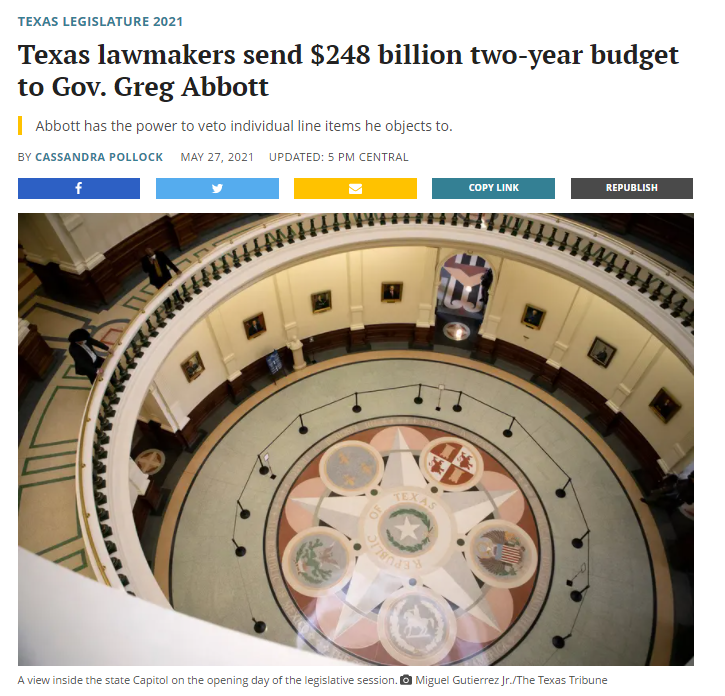 TEXAS LEGISLATURE 2021
Texas lawmakers send $248 billion two-year budget
to Gov. Greg Abbott
Abbott has the power to veto individual line items he objects to.
BY CASSANDRA POLLOCK MAY 27, 2021 UPDATED: 5 PM CENTRAL
COPY LINK
REPUBLISH
REPUBLIC OF TEXAS
A view inside the state Capitol on the opening day of the legislative session. Miguel Gutierrez Jr./The Texas Tribune